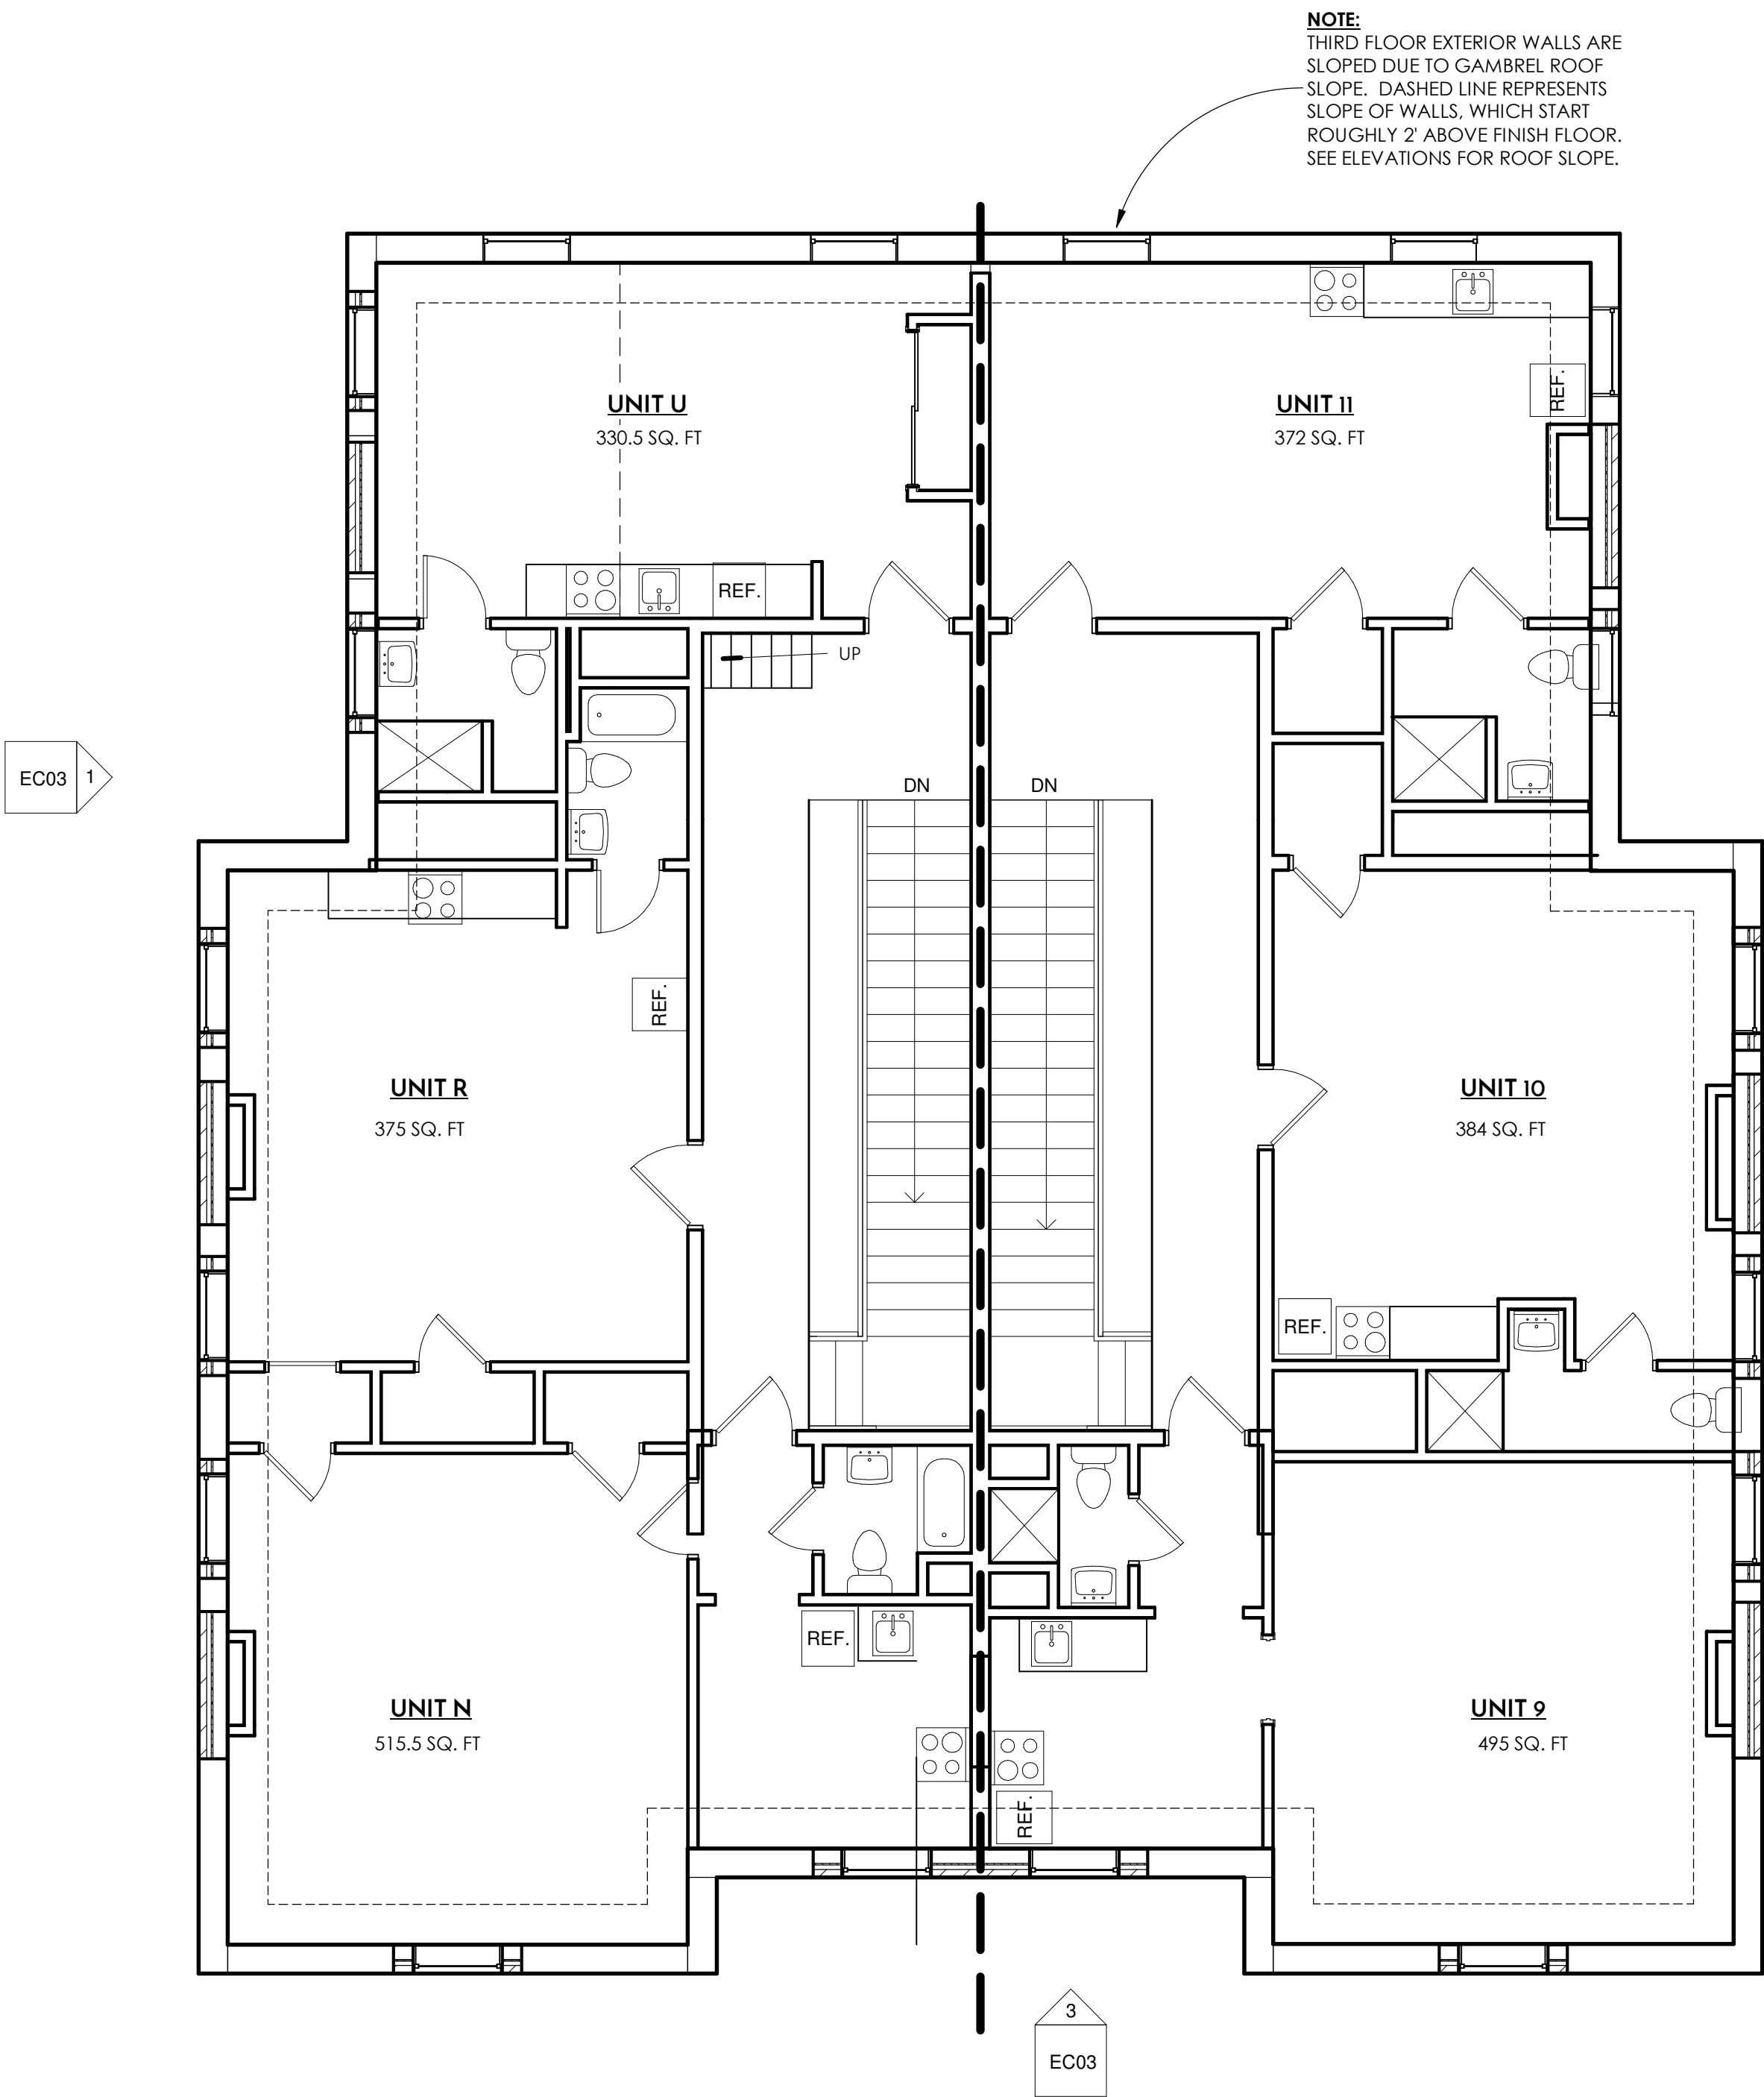 NOTE:
THIRD FLOOR EXTERIOR WALLS ARE
SLOPED DUE TO GAMBREL ROOF
SLOPE. DASHED LINE REPRESENTS
SLOPE OF WALLS, WHICH START
ROUGHLY 2' ABOVE FINISH FLOOR.
SEE ELEVATIONS FOR ROOF SLOPE.
UNIT U
330.5 SQ. FT
UNIT 11
372 SQ. FT
REF.
REF.
UP
EC03
1
DN
DN
REF.
UNIT R
375 SQ. FT
UNIT 10
384 SQ. FT
REF.
REF.
UNIT N
515.5 SQ. FT
UNIT 9
495 SQ. FT
REF.
3
EC03